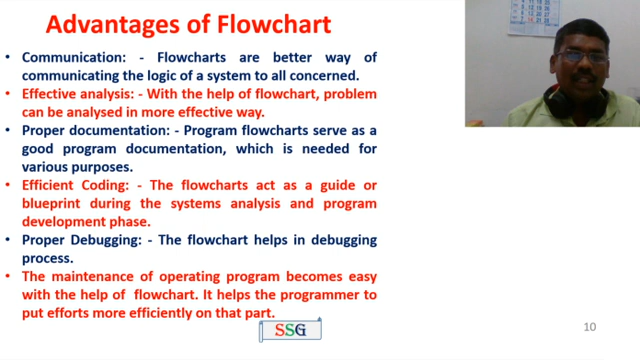 Advantages of Flowchart
• Communication: - Flowcharts are better way of
communicating the logic of a system to all concerned.
• Effective analysis: - With the help of flowchart, problem
can be analysed in more effective way.
• Proper documentation: - Program flowcharts serve as a
good program documentation, which is needed for
various purposes.
• Efficient Coding: - The flowcharts act as a guide or
blueprint during the systems analysis and program
development phase.
• Proper Debugging: - The flowchart helps in debugging
process.
• The maintenance of operating program becomes easy
with the help of flowchart. It helps the programmer to
put efforts more efficiently on that part.
SSG
10